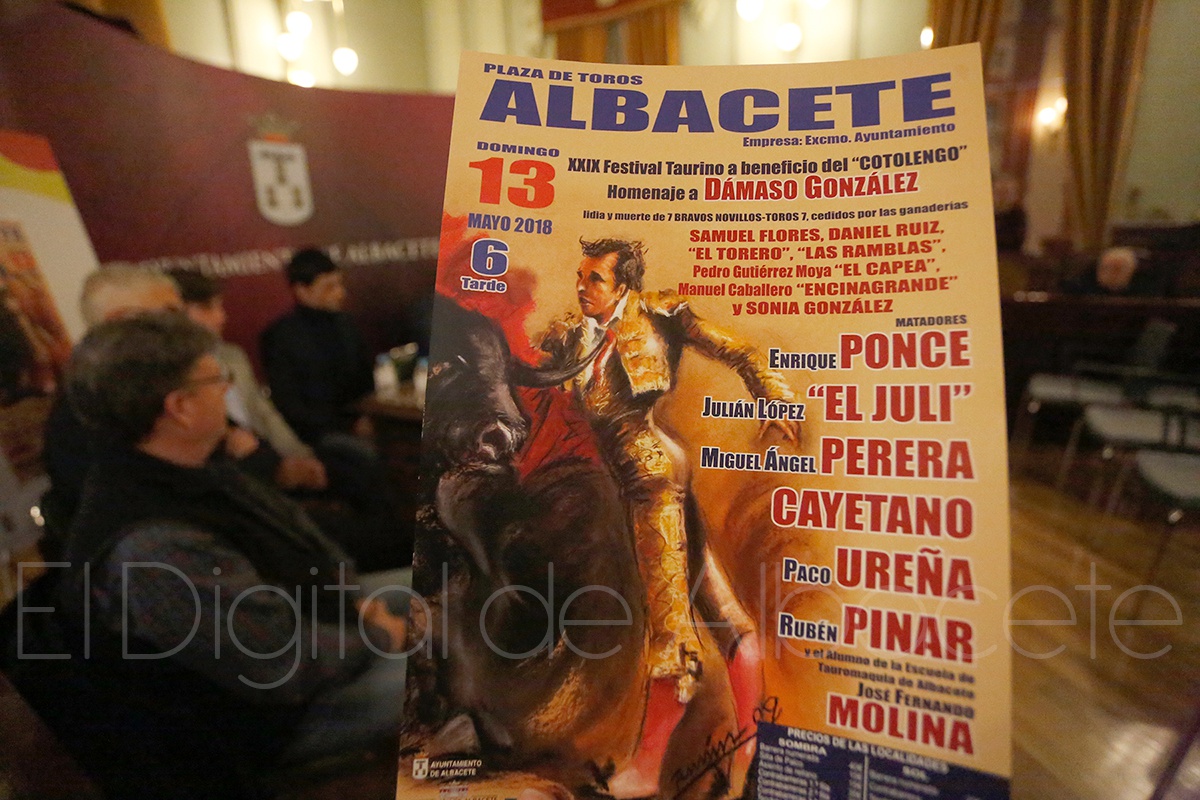 PLAZA DE TOROS
ALBACETE
Empresa: Excmo. Ayuntamiento
DOMINGO
13
MAYO 2018
6
Tarde
XXIX Festival Taurino a beneficio del “COTOLENGO”
Homenaje a DÁMASO GONZÁLEZ
lidia y muerte de 7 BRAVOS NOVILLOS-TOROS 7, cedidos por las ganaderías
SAMUEL FLORES, DANIEL RUIZ,
“EL TORERO”, “LAS RAMBLAS”,
Pedro Gutiérrez Moya “EL CAPEA”,
Manuel Caballero “ENCINAGRANDE”
y SONIA GONZÁLEZ
MATADORES
ENRIQUE PONCE
JULIÁN LÓPEZ “EL JULI”
MIGUEL ÁNGEL PERERA
CAYETANO
PACO UREÑA
RUBÉN PINAR
y el Alumno de la Escuela de
Tauromaquia de Albacete
JOSÉ FERNANDO
MOLINA
PRECIOS DE LAS LOCALIDADES
SOMBRA
SOL
AYUNTAMIENTO
DE ALBACETE
El Digital de Albacete